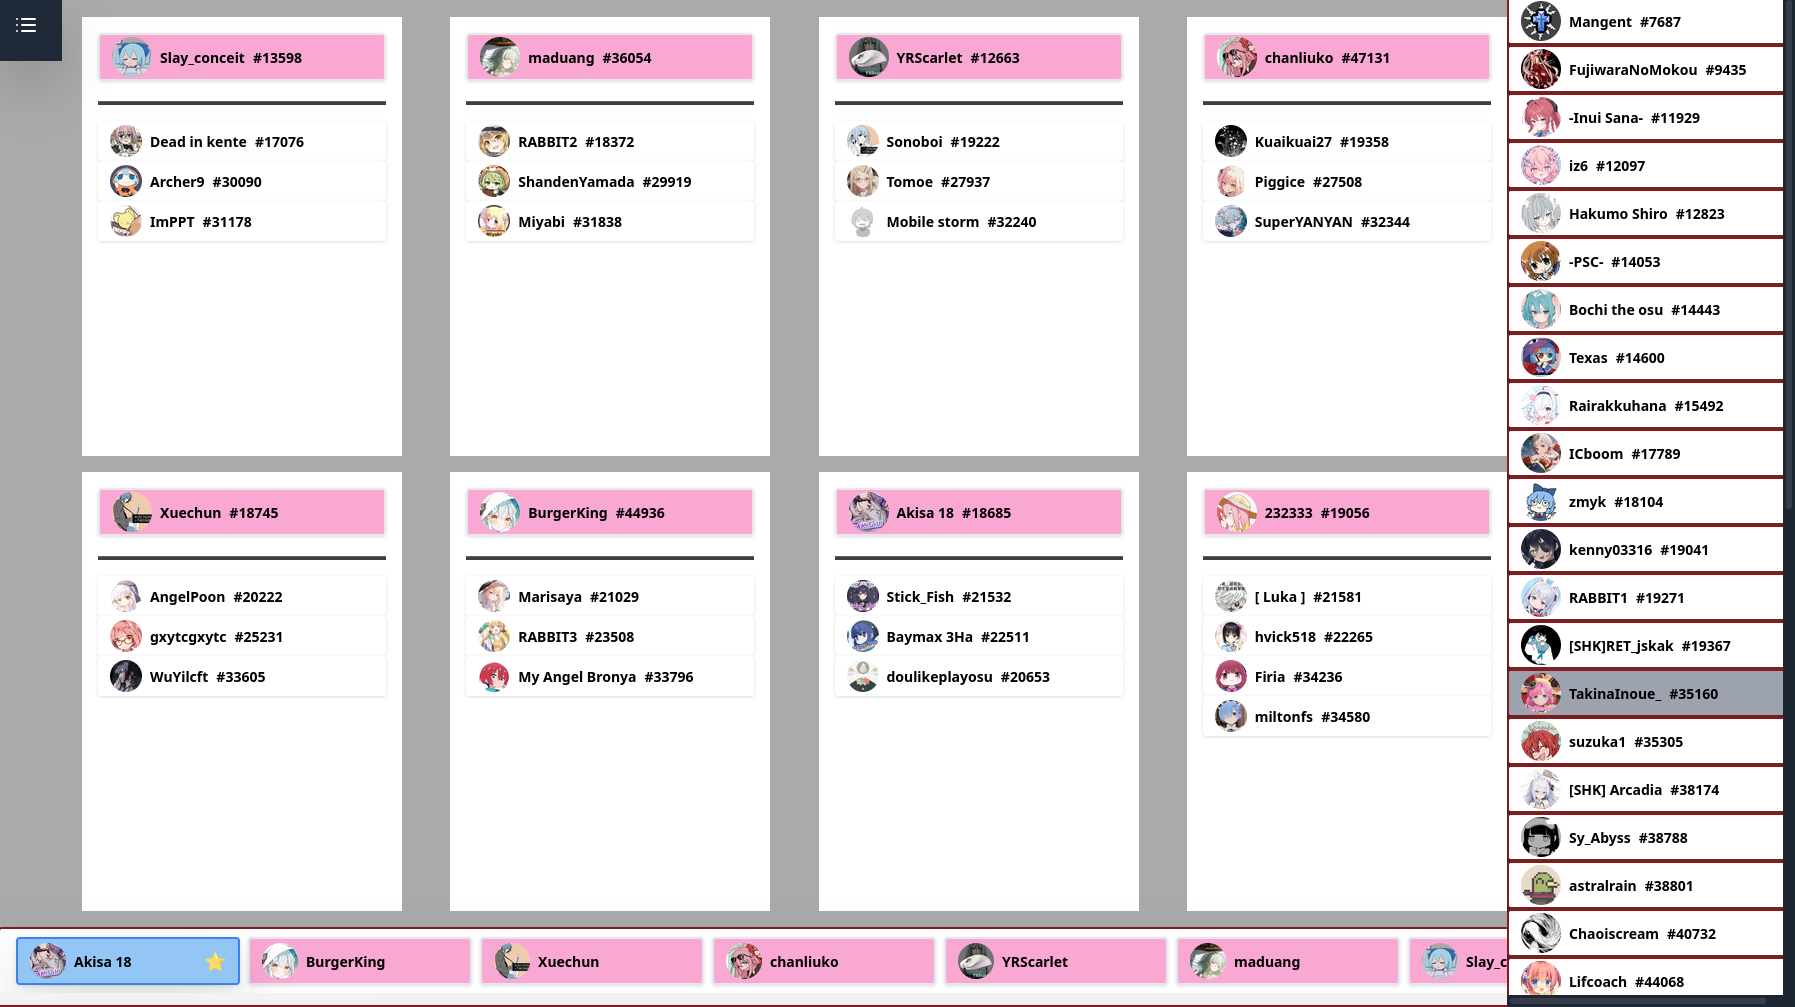 Slay_conceit #13598
Dead in kente #17076
Archer9 #30090
ImPPT #31178
maduang #36054
RABBIT2 #18372
ShandenYamada #29919
Miyabi #31838
YRScarlet #12663
Sonoboi #19222
Tomoe #27937
Mobile storm #32240
chanliuko #47131
Kuaikuai27 #19358
Piggice #27508
SuperYANYAN #32344
Xuechun #18745
AngelPoon #20222
gxytcgxytc #25231
WuYilcft #33605
BurgerKing #44936
Marisaya #21029
RABBIT3 #23508
My Angel Bronya #33796
Akisa 18 #18685
Stick_Fish #21532
Baymax 3Ha #22511
doulikeplayosu #20653
232333 #19056
[ Luka ] #21581
hvick518 #22265
Firia #34236
miltonfs #34580
Mangent #7687
FujiwaraNoMokou #9435
-Inui Sana- #11929
iz6 #12097
Hakumo Shiro #12823
-PSC- #14053
Bochi the osu #14443
Texas #14600
Rairakkuhana #15492
ICboom #17789
zmyk #18104
kenny03316 #19041
RABBIT1 #19271
[SHK]RET_jskak #19367
TakinaInoue_ #35160
suzuka1 #35305
[SHK] Arcadia #38174
Sy_Abyss #38788
astralrain #38801
Chaoiscream #40732
Lifcoach #44068
Akisa 18
BurgerKing
Xuechun
chanliuko
YRScarlet
maduang
Slay_c